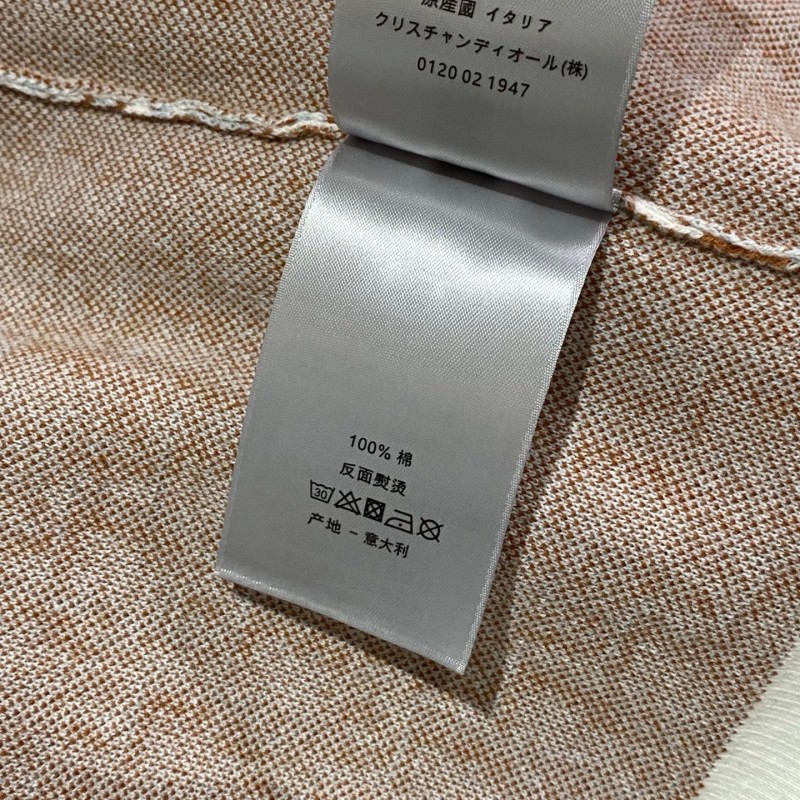 原産國 イタリア
クリスチャンディオール(株)
0120 02 1947
100% 棉
反面熨烫
30
产地 - 意大利